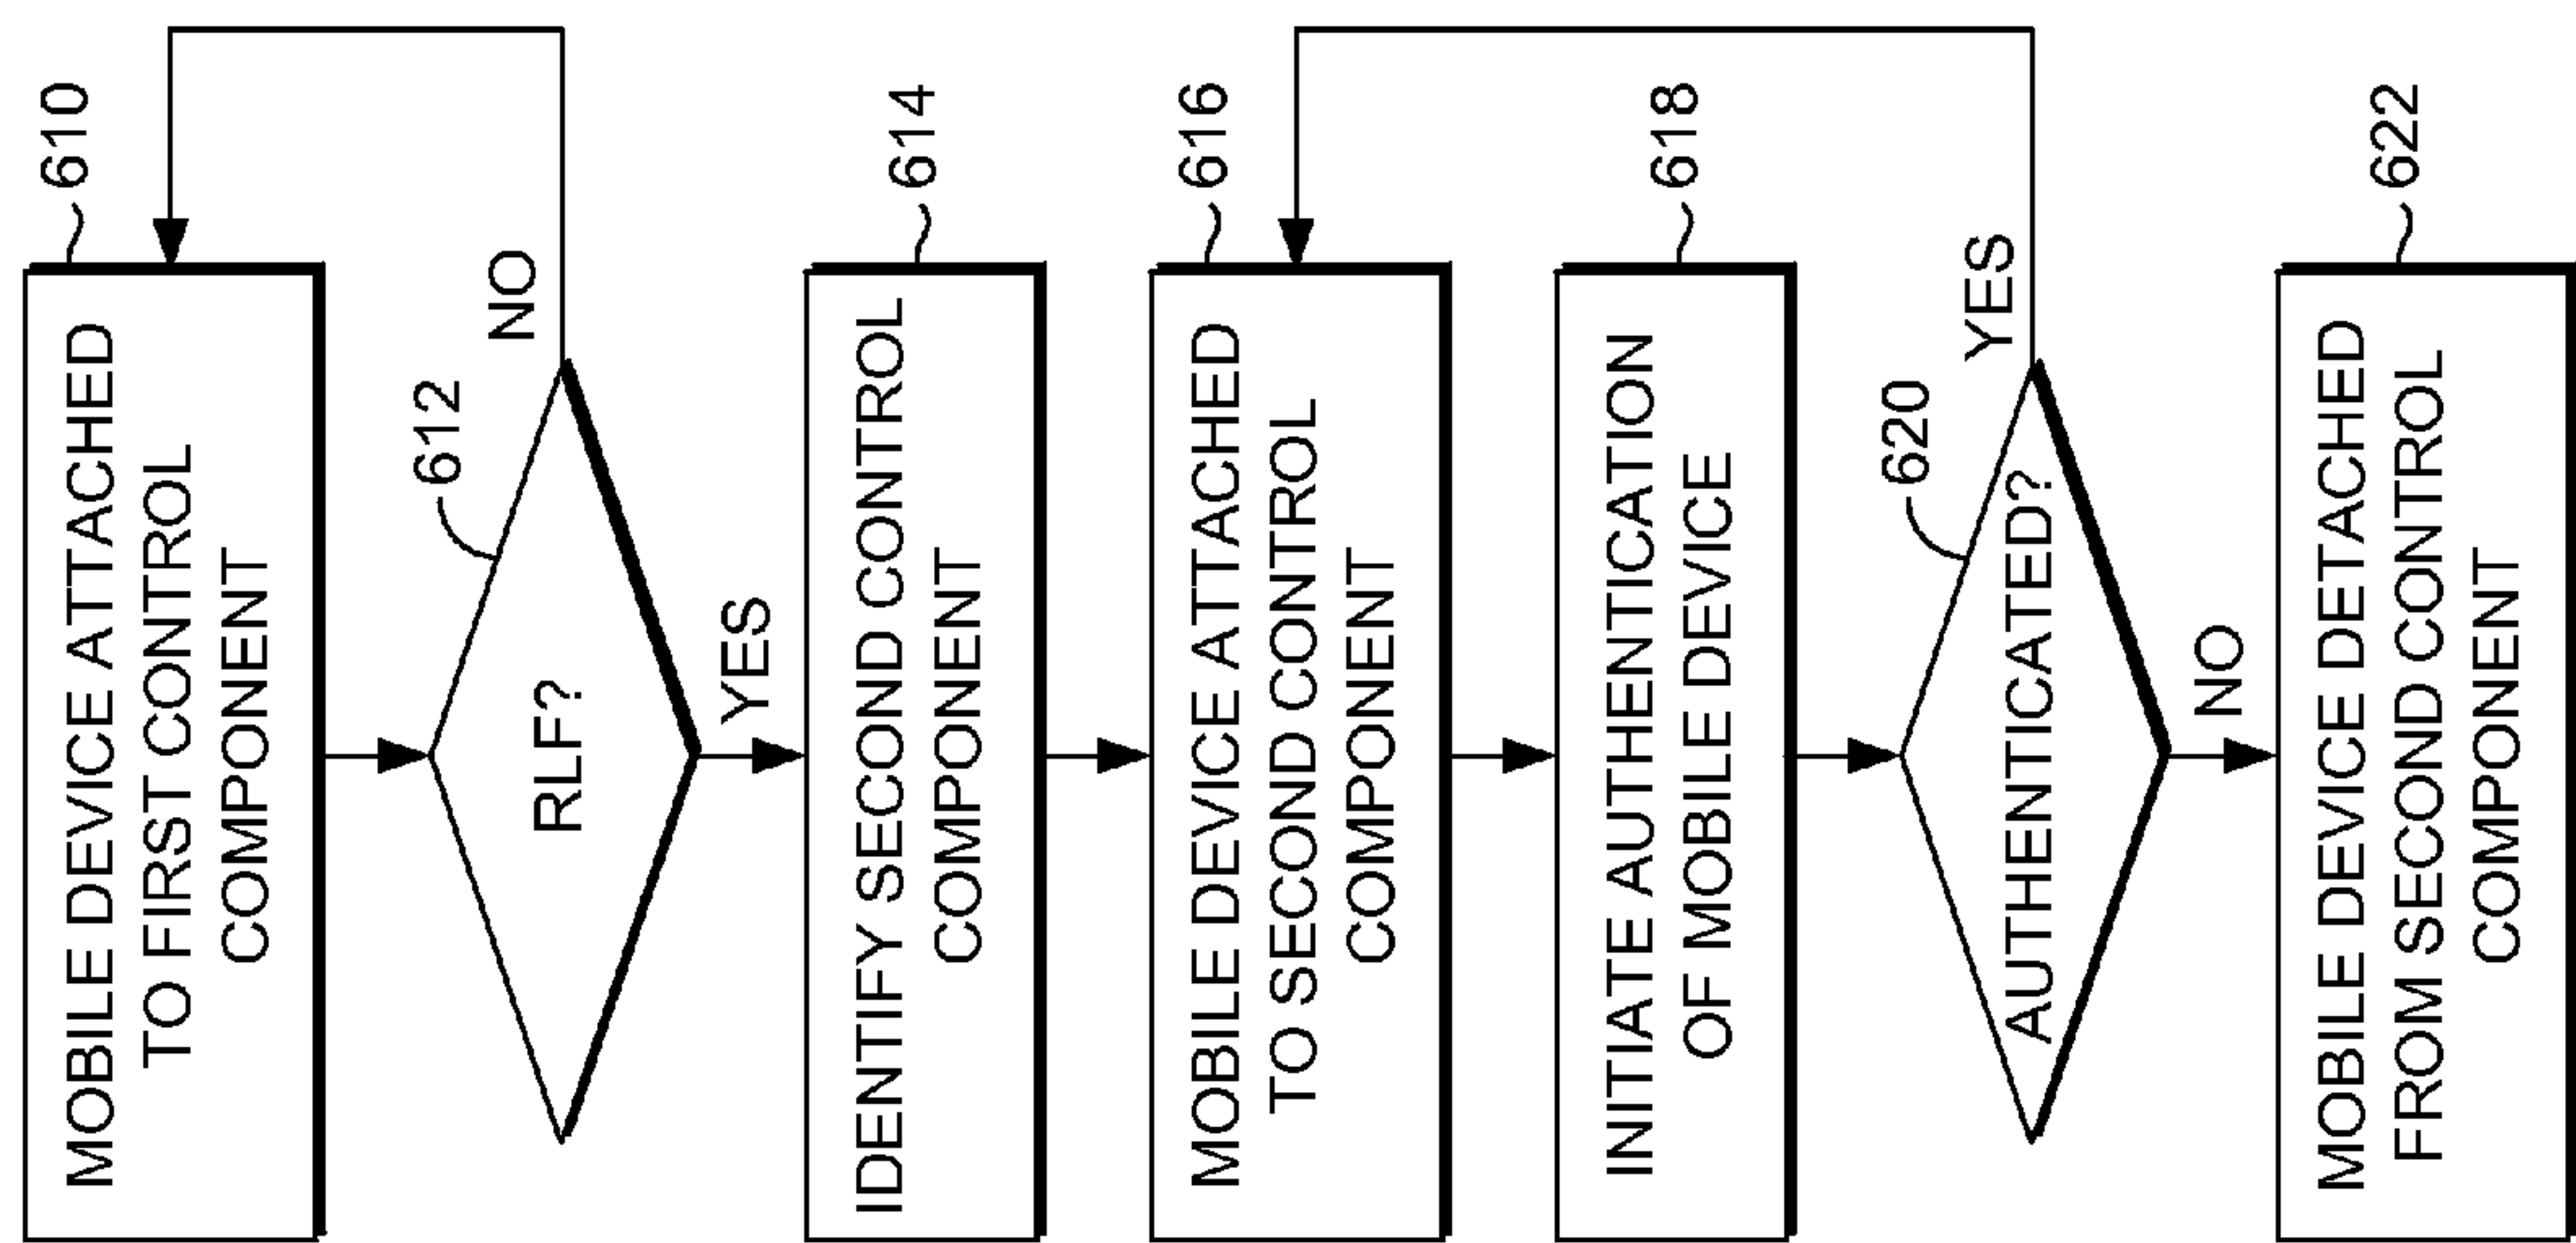 610
MOBILE DEVICE ATTACHED
TO FIRST CONTROL
COMPONENT
612
NO
RLF?
YES
614
IDENTIFY SECOND CONTROL
COMPONENT
616
MOBILE DEVICE ATTACHED
TO SECOND CONTROL
COMPONENT
618
INITIATE AUTHENTICATION
OF MOBILE DEVICE
620
YES
AUTHENTICATED?
NO
622
MOBILE DEVICE DETACHED
FROM SECOND CONTROL
COMPONENT